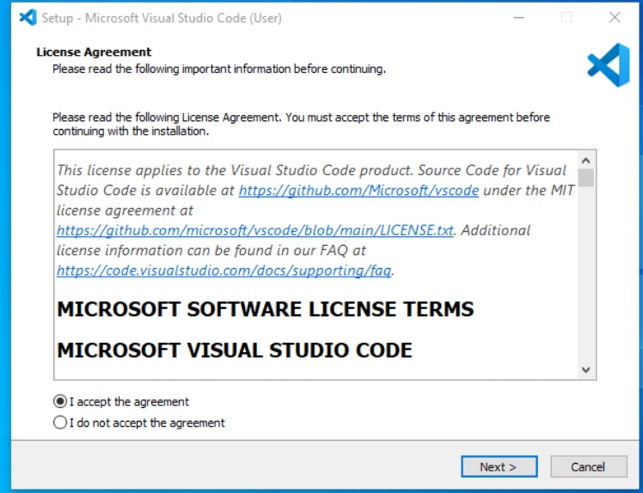 Setup - Microsoft Visual Studio Code (User)
License Agreement
Please read the following important information before continuing.
Please read the following License Agreement. You must accept the terms of this agreement before
continuing with the installation.
This license applies to the Visual Studio Code product. Source Code for Visual
Studio Code is available at https://github.com/Microsoft/vscode under the MIT
license agreement at
https://github.com/microsoft/vscode/blob/main/LICENSE.txt. Additional
license information can be found in our FAQ at
https://code.visualstudio.com/docs/supporting/faq.
MICROSOFT SOFTWARE LICENSE TERMS
MICROSOFT VISUAL STUDIO CODE
I accept the agreement
I do not accept the agreement
Next >
Cancel